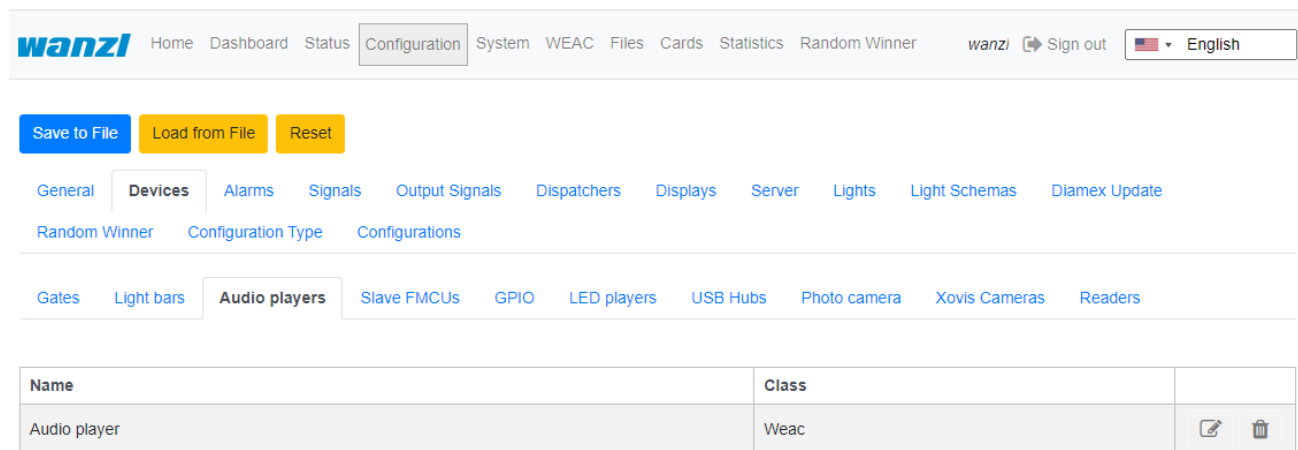 wanzl Home Dashboard Status Configuration System WEAC Files Cards Statistics Random Winner wanzl Sign out English
Save to File Load from File Reset
General Devices Alarms Signals Output Signals Dispatchers Displays Server Lights Light Schemas Diamex Update
Random Winner Configuration Type Configurations
Gates Light bars Audio players Slave FMCUs GPIO LED players USB Hubs Photo camera Xovis Cameras Readers
Name Class
Audio player Weac